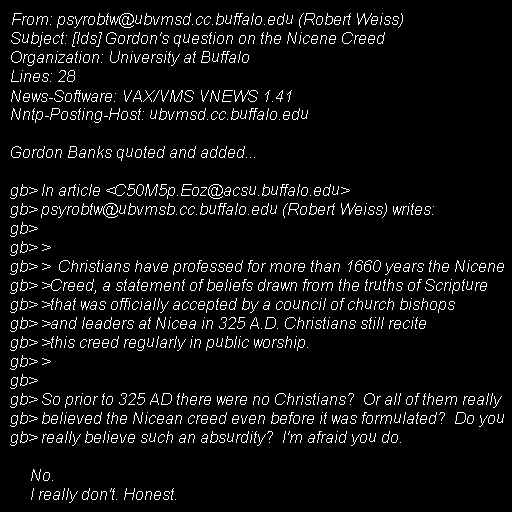 From: psyrobtw@ubvmsd.cc.buffalo.edu (Robert Weiss)
Subject: [lds] Gordon's question on the Nicene Creed
Organization: University at Buffalo
Lines: 28
News-Software: VAX/VMS VNEWS 1.41
Nntp-Posting-Host: ubvmsd.cc.buffalo.edu

Gordon Banks quoted and added...

gb> In article <C50M5p.Eoz@acsu.buffalo.edu>
gb> psyrobtw@ubvmsb.cc.buffalo.edu (Robert Weiss) writes:
gb>
gb> >
gb> >  Christians have professed for more than 1660 years the Nicene
gb> >Creed, a statement of beliefs drawn from the truths of Scripture
gb> >that was officially accepted by a council of church bishops
gb> >and leaders at Nicea in 325 A.D. Christians still recite
gb> >this creed regularly in public worship.
gb> >
gb>
gb> So prior to 325 AD there were no Christians?  Or all of them really
gb> believed the Nicean creed even before it was formulated?  Do you
gb> really believe such an absurdity?  I'm afraid you do.

No.
I really don't. Honest.